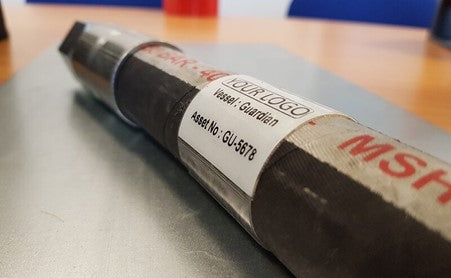 YOUR LOGO
Vessel : Guardian
Asset No : GU-5678
MSH